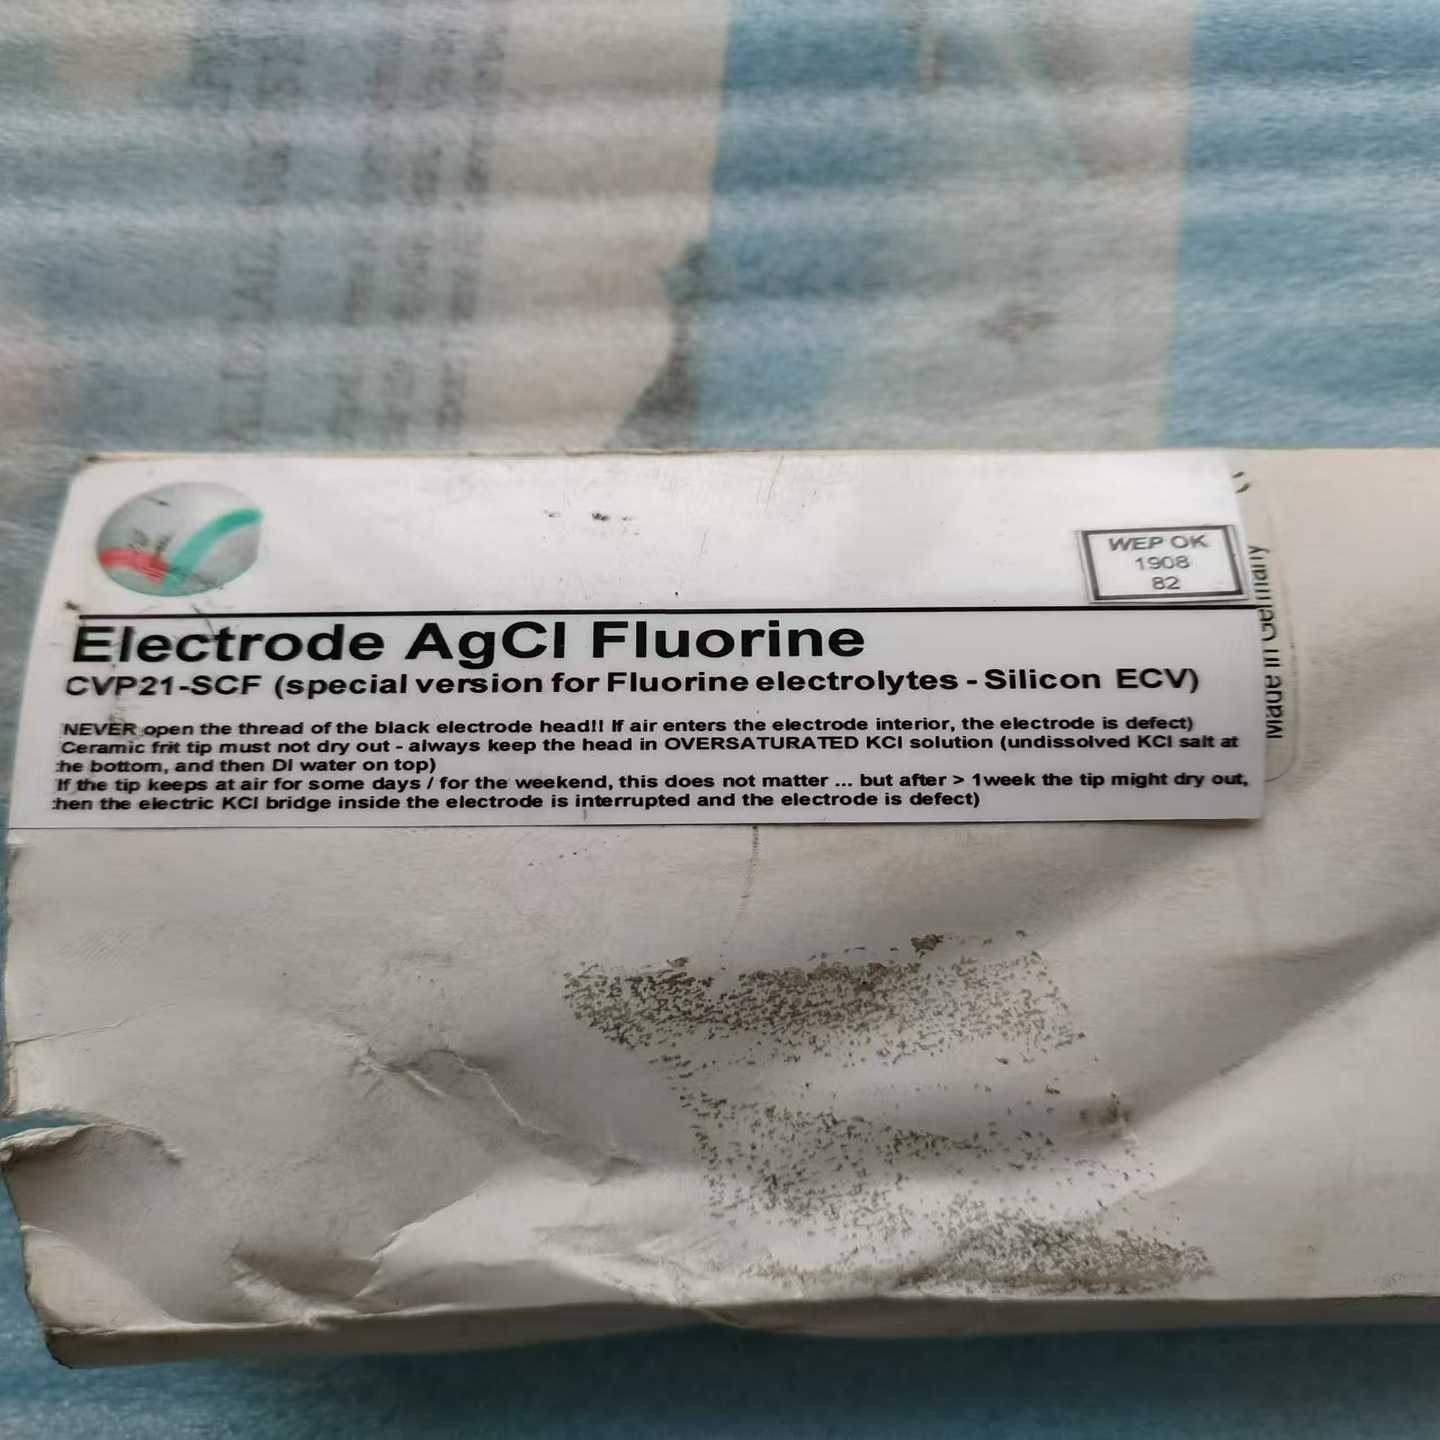 WEP OK
1908
82
Made in Germany
Electrode AgCl Fluorine
CVP21-SCF (special version for Fluorine electrolytes - Silicon ECV)
NEVER open the thread of the black electrode head!! If air enters the electrode interior, the electrode is defect)
Ceramic frit tip must not dry out - always keep the head in OVERSATURATED KCl solution (undissolved KCl salt at
the bottom, and then DI water on top)
If the tip keeps at air for some days / for the weekend, this does not matter ... but after > 1week the tip might dry out,
then the electric KCl bridge inside the electrode is interrupted and the electrode is defect)